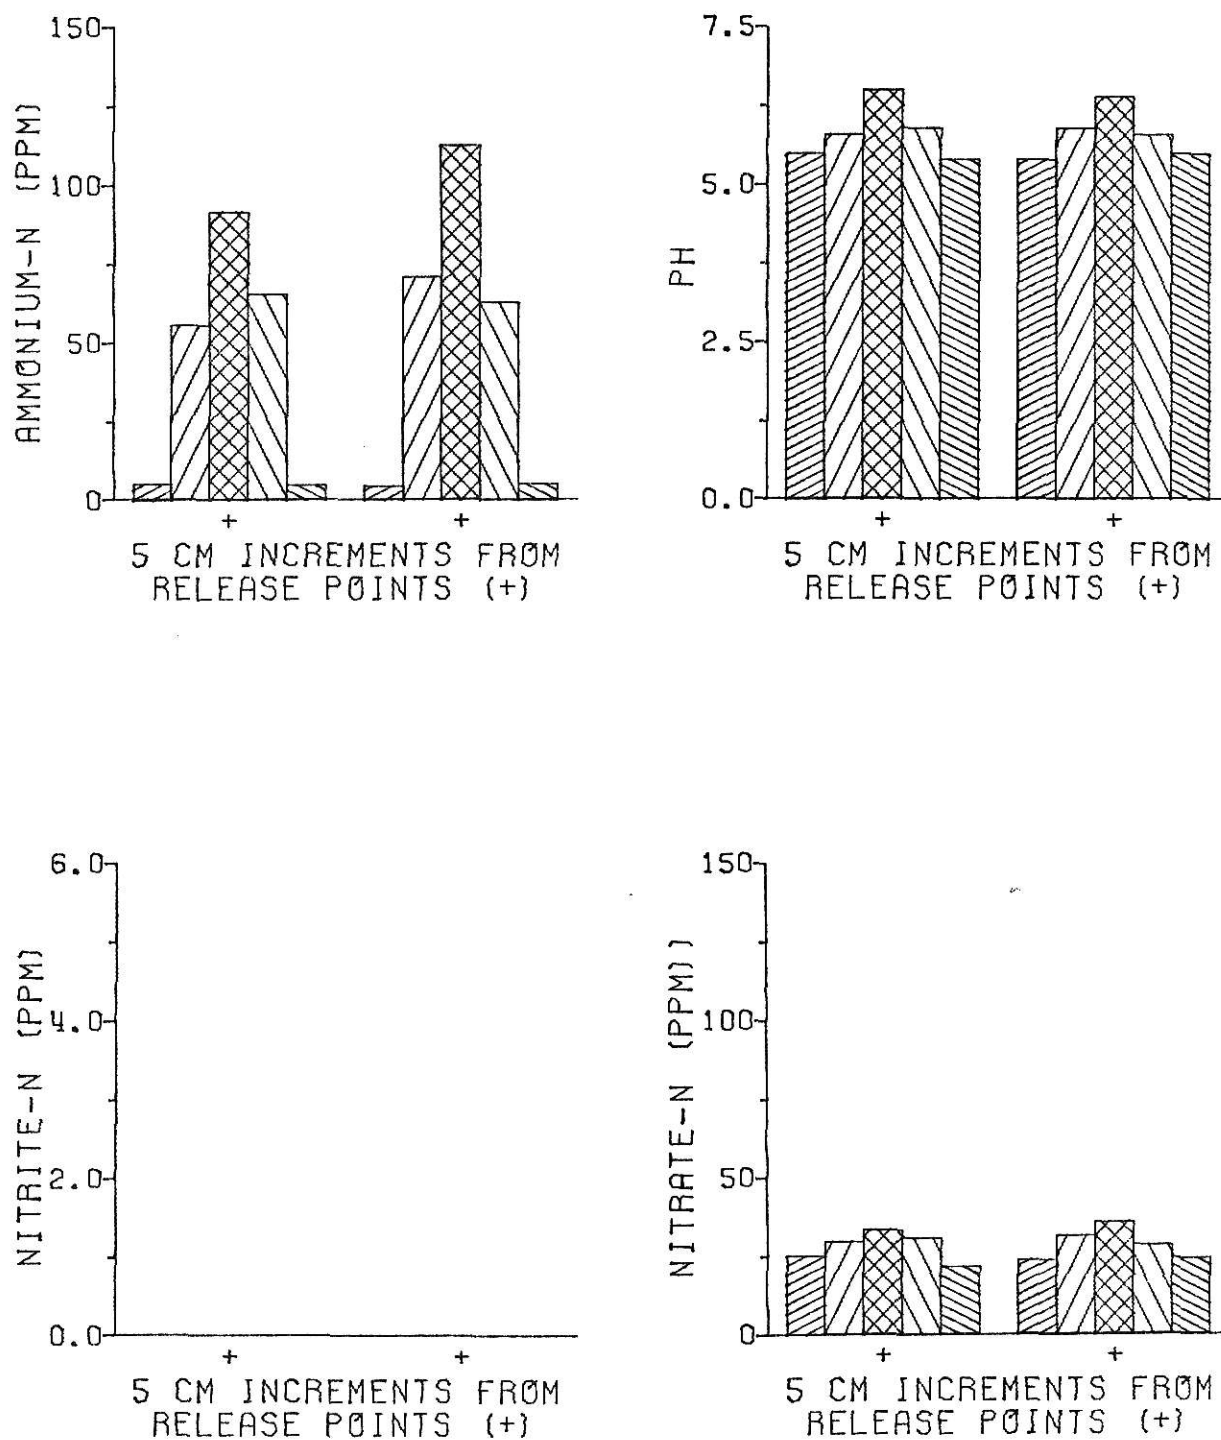 AMMONIUM-N (PPM)
150
100
50
0
+ +
5 CM INCREMENTS FROM
RELEASE POINTS (+)
PH
7.5
5.0
2.5
0.0
+ +
5 CM INCREMENTS FROM
RELEASE POINTS (+)
NITRITE-N (PPM)
6.0
4.0
2.0
0.0
+ +
5 CM INCREMENTS FROM
RELEASE POINTS (+)
NITRATE-N (PPM))
150
100
50
0
+ +
5 CM INCREMENTS FROM
RELEASE POINTS (+)